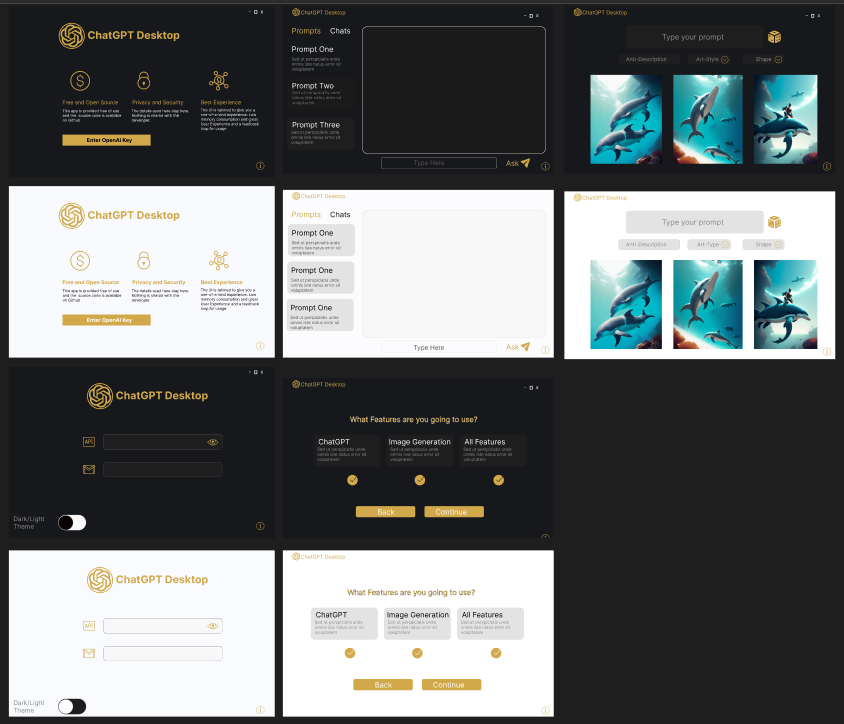 ChatGPT Desktop
Free and Open Source
This app is provided free of use
and the source code is available
on Github
Privacy and Security
The details used here stay here.
Nothing is shared with the
developer.
Best Experience
The UI is tailored to give you a
one-of-a-kind experience. Low
memory consumption and great
User Experience and a feedback
loop for usage
Enter OpenAI Key
ChatGPT Desktop
Prompts Chats
Prompt One
Sed ut perspiciatis unde
omnis iste natus error sit
voluptatem
Prompt Two
Sed ut perspiciatis unde
omnis iste natus error sit
voluptatem
Prompt Three
Sed ut perspiciatis unde
omnis iste natus error sit
voluptatem
Type Here
Ask
ChatGPT Desktop
Type your prompt
Anti-Description
Art-Style
Shape
ChatGPT Desktop
Free and Open Source
This app is provided free of use
and the source code is available
on Github
Privacy and Security
The details used here stay here.
Nothing is shared with the
developer.
Best Experience
The UI is tailored to give you a
one-of-a-kind experience. Low
memory consumption and great
User Experience and a feedback
loop for usage
Enter OpenAI Key
ChatGPT Desktop
Prompts Chats
Prompt One
Sed ut perspiciatis unde
omnis iste natus error sit
voluptatem
Prompt One
Sed ut perspiciatis unde
omnis iste natus error sit
voluptatem
Prompt One
Sed ut perspiciatis unde
omnis iste natus error sit
voluptatem
Type Here
Ask
ChatGPT Desktop
Type your prompt
Anti-Description
Art-Type
Shape
ChatGPT Desktop
API
Dark/Light
Theme
ChatGPT Desktop
What Features are you going to use?
ChatGPT
Sed ut perspiciatis unde
omnis iste natus error sit
voluptatem
Image Generation
Sed ut perspiciatis unde
omnis iste natus error sit
voluptatem
All Features
Sed ut perspiciatis unde
omnis iste natus error sit
voluptatem
Back
Continue
ChatGPT Desktop
API
Dark/Light
Theme
ChatGPT Desktop
What Features are you going to use?
ChatGPT
Sed ut perspiciatis unde
omnis iste natus error sit
voluptatem
Image Generation
Sed ut perspiciatis unde
omnis iste natus error sit
voluptatem
All Features
Sed ut perspiciatis unde
omnis iste natus error sit
voluptatem
Back
Continue